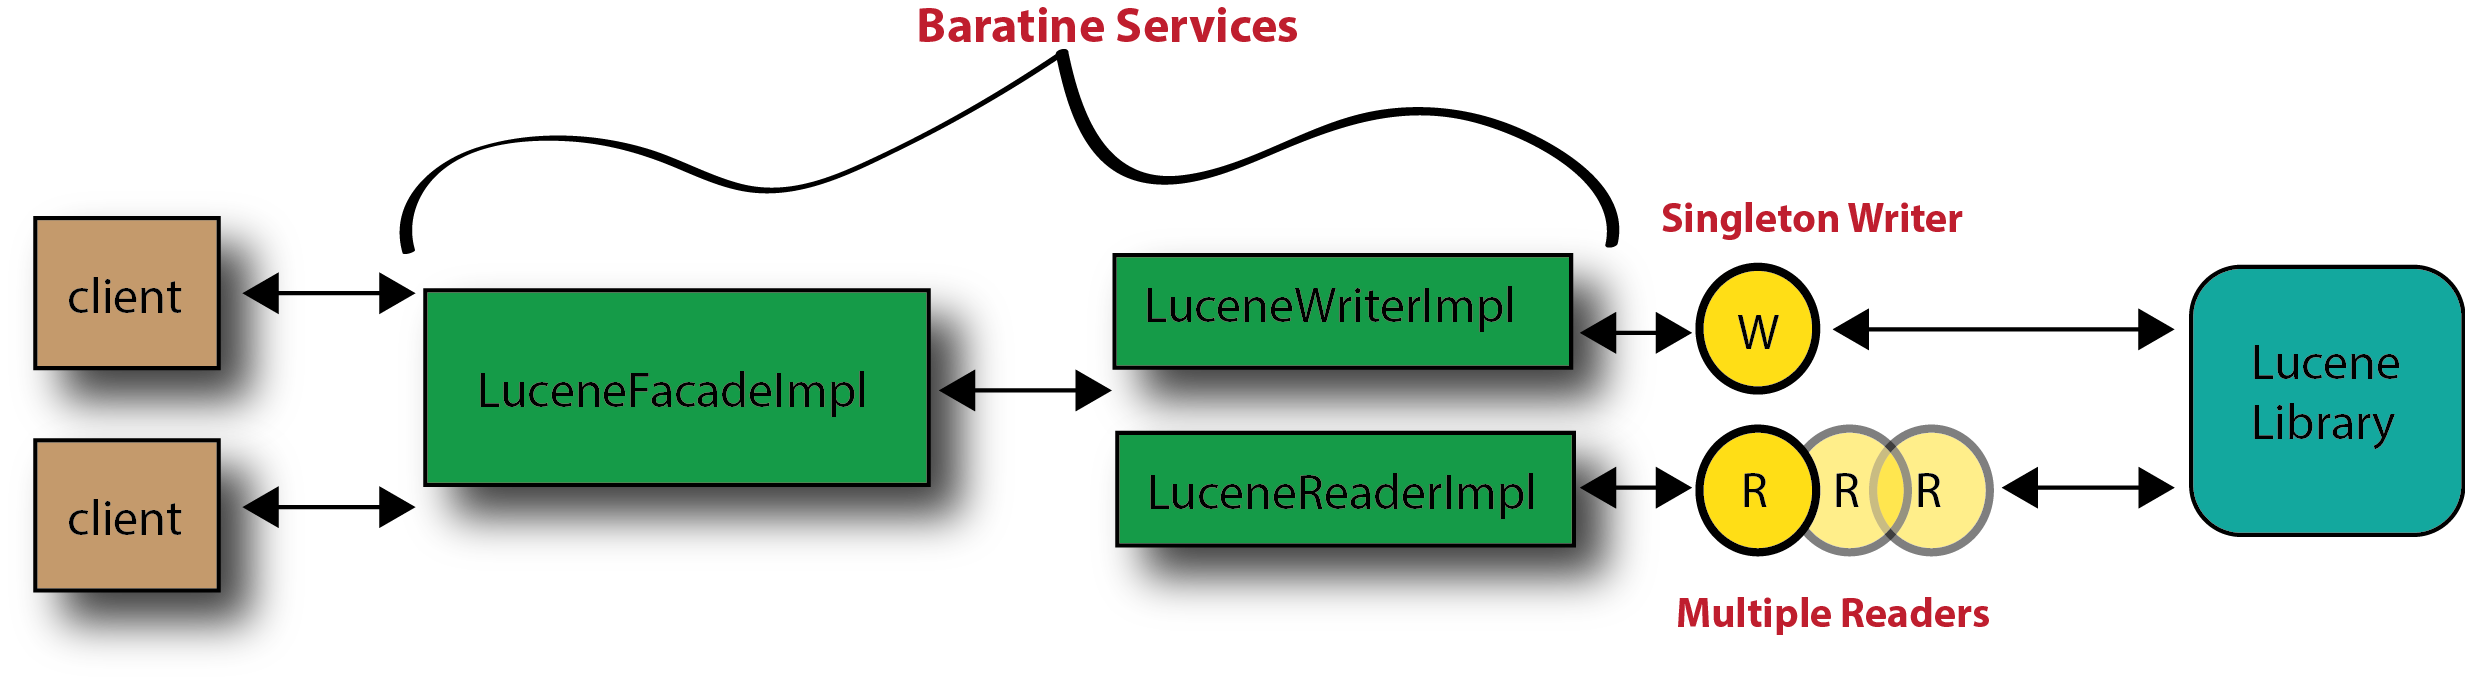 Baratine Services
client
client
LuceneFacadeImpl
LuceneWriterImpl
LuceneReaderImpl
Singleton Writer
W
R R R
Multiple Readers
Lucene
Library